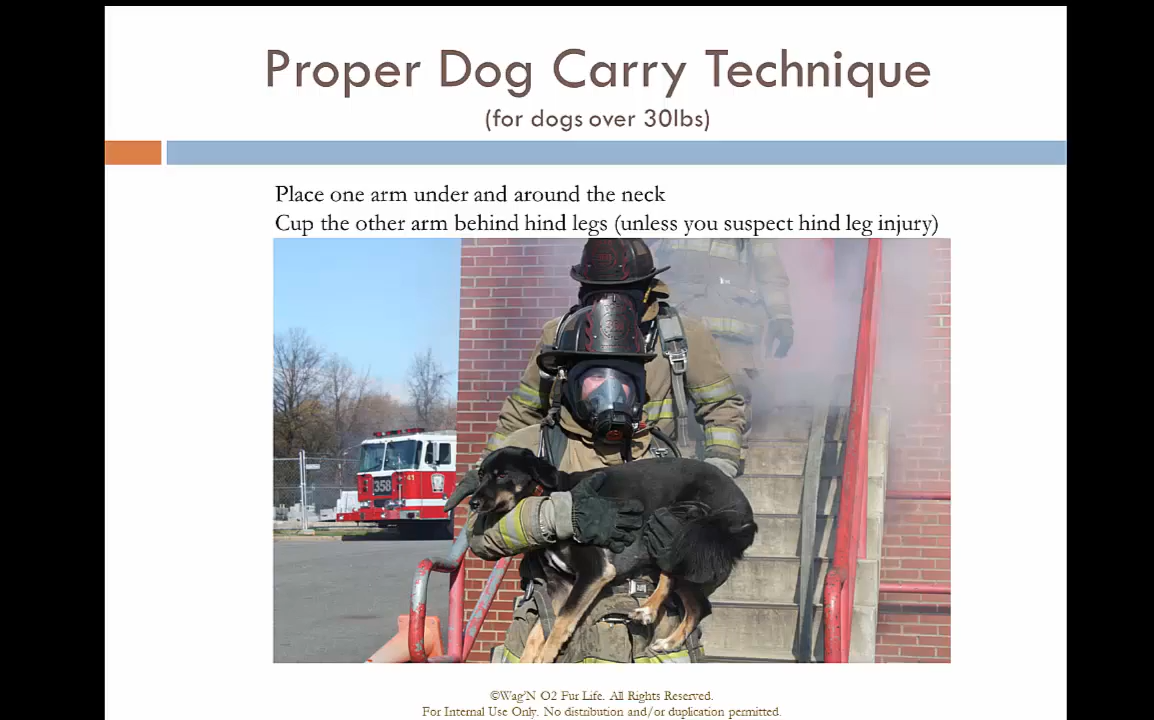 Proper Dog Carry Technique
(for dogs over 30lbs)
Place one arm under and around the neck
Cup the other arm behind hind legs (unless you suspect hind leg injury)
358
41
©Wag'N O2 Fur Life. All Rights Reserved.
For Internal Use Only. No distribution and/or duplication permitted.